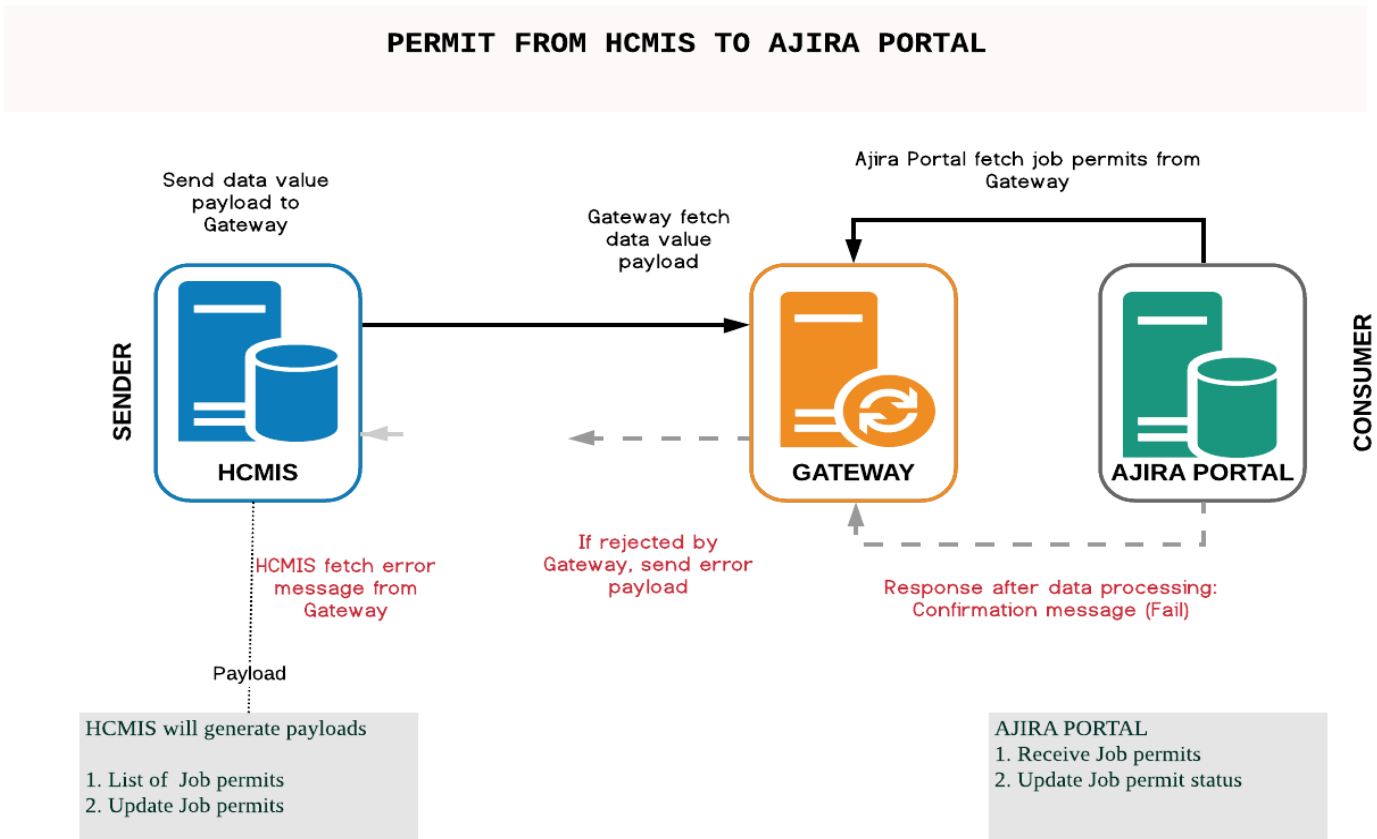 PERMIT FROM HCMIS TO AJIRA PORTAL
Ajira Portal fetch job permits from
Gateway
Send data value
payload to
Gateway
Gateway fetch
data value
payload
SENDER
CONSUMER
HCMIS
GATEWAY
AJIRA PORTAL
HCMIS fetch error
message from
Gateway
If rejected by
Gateway, send error
payload
Response after data processing:
Confirmation message (Fail)
Payload
HCMIS will generate payloads
1. List of Job permits
2. Update Job permits
AJIRA PORTAL
1. Receive Job permits
2. Update Job permit status